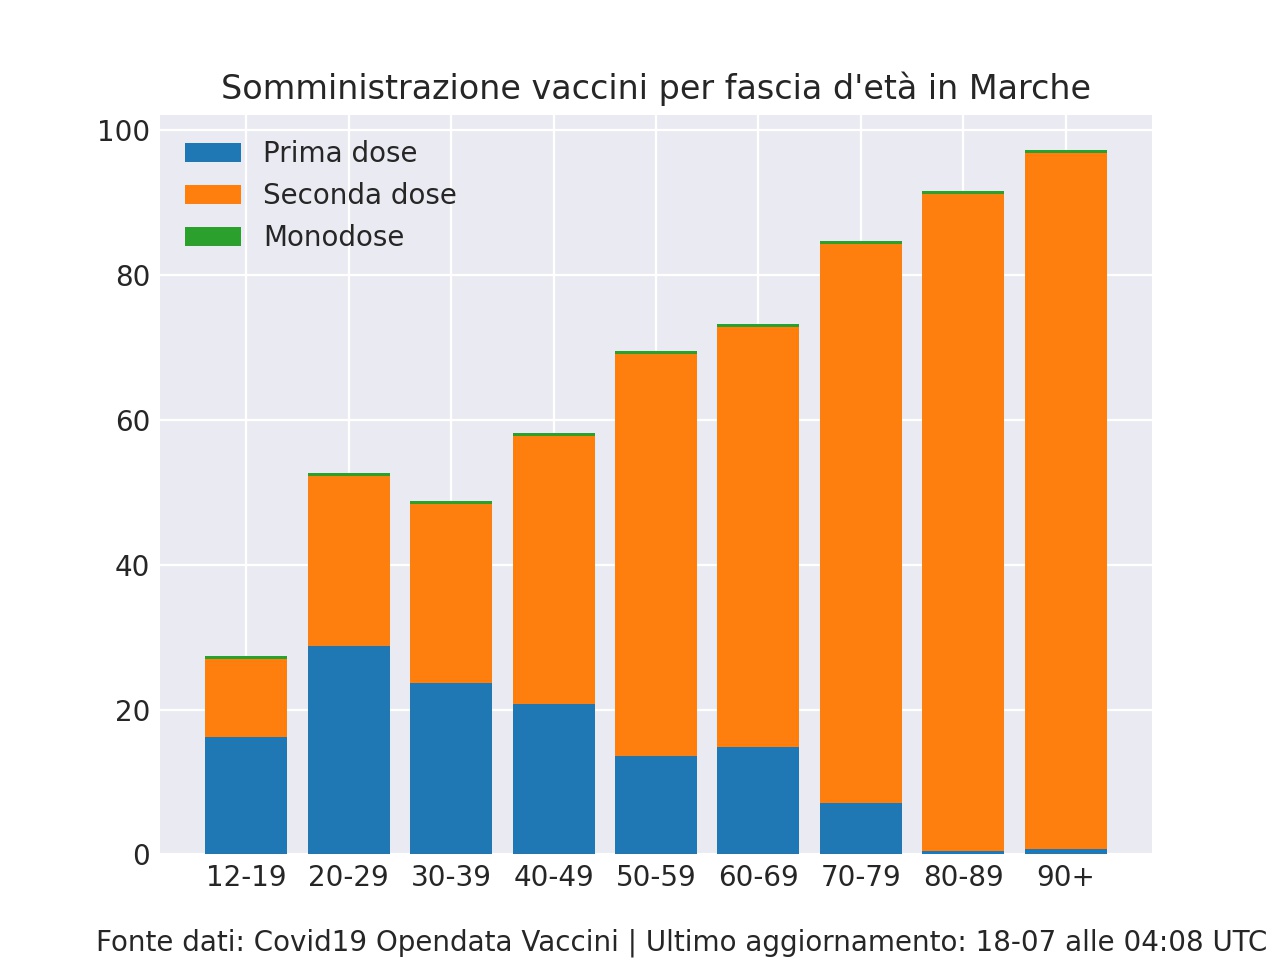 Somministrazione vaccini per fascia d'età in Marche
100
80
60
40
20
0
Prima dose
Seconda dose
Monodose
12-19 20-29 30-39 40-49 50-59 60-69 70-79 80-89 90+
Fonte dati: Covid19 Opendata Vaccini | Ultimo aggiornamento: 18-07 alle 04:08 UTC